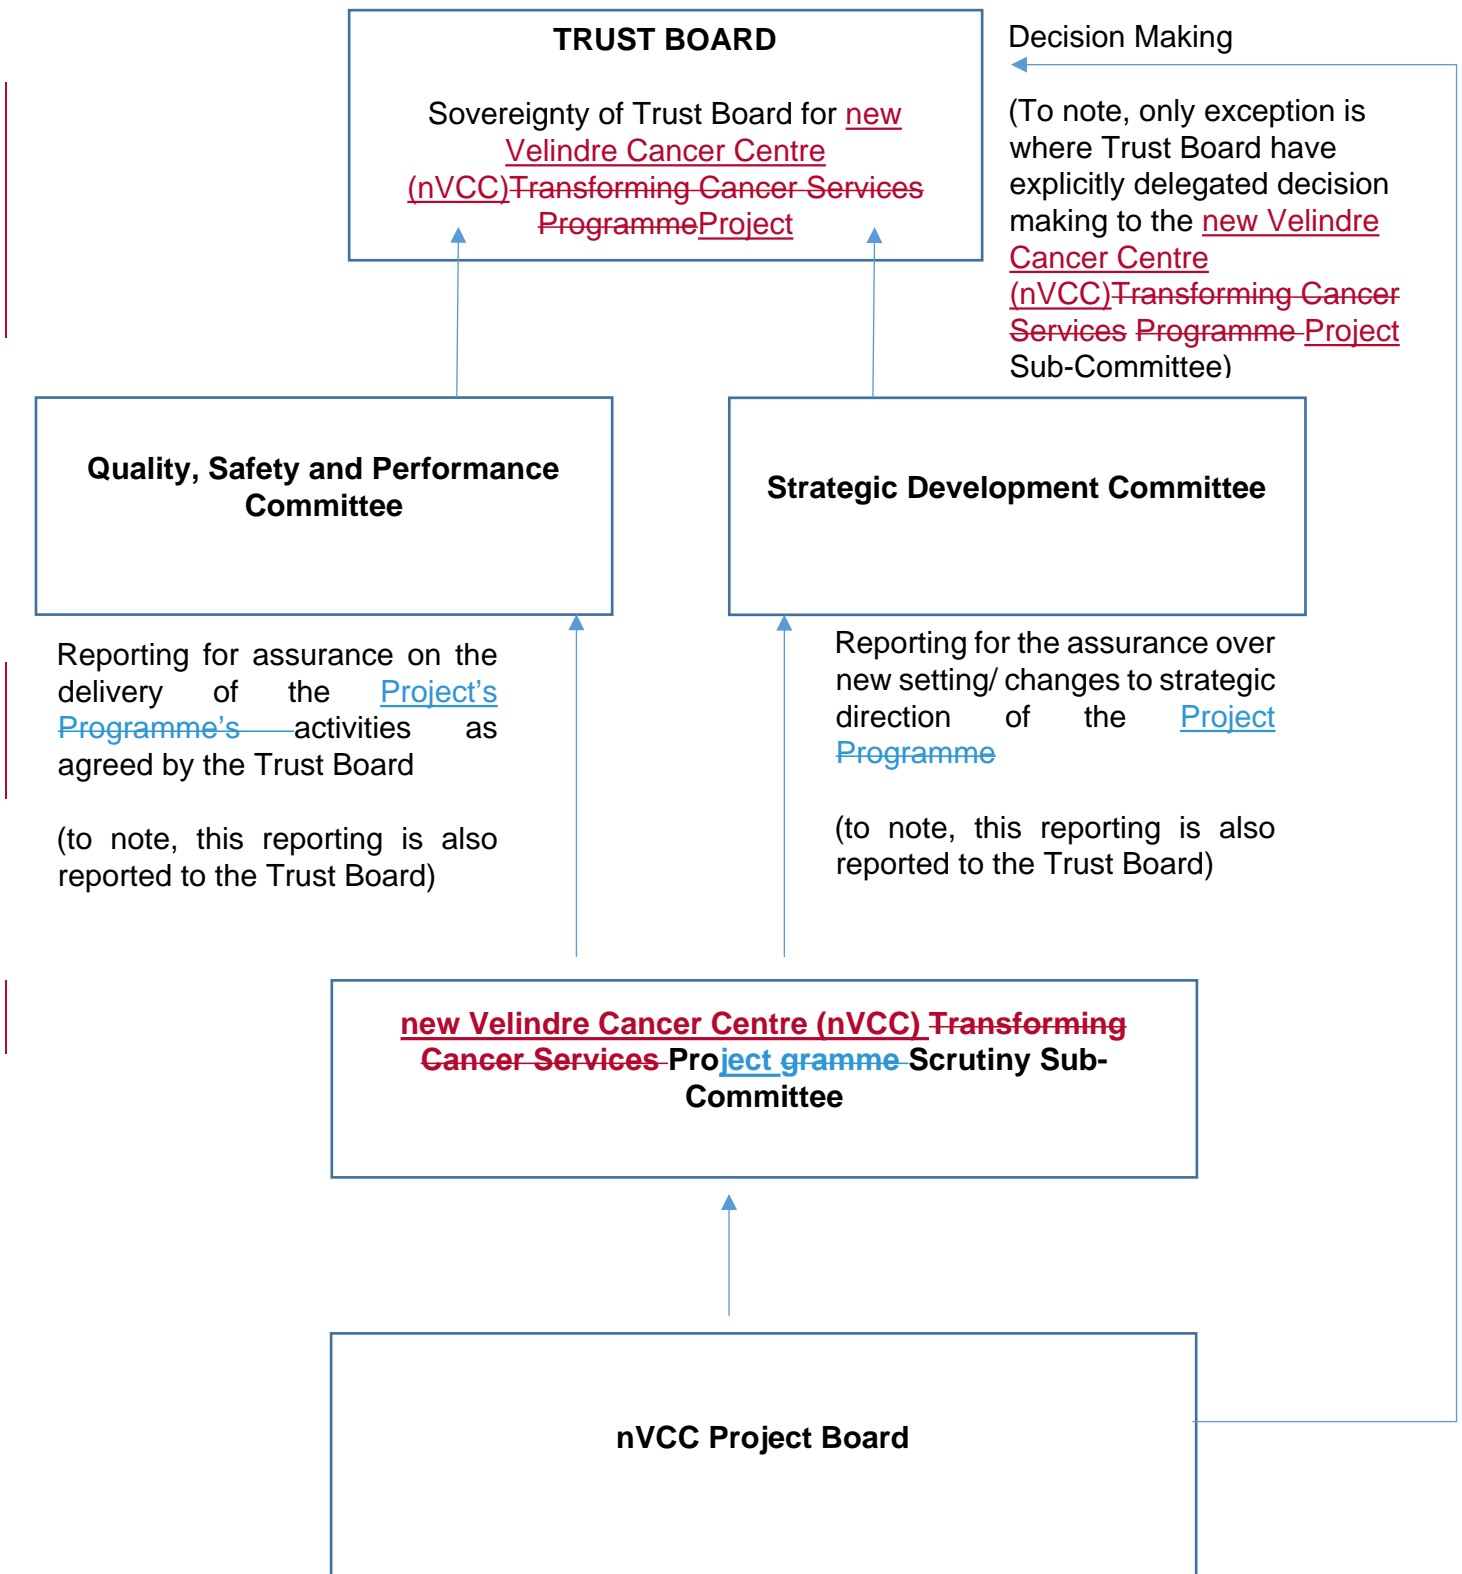 TRUST BOARD
Sovereignty of Trust Board for new
Velindre Cancer Centre
(nVCC)Transforming Cancer Services
ProgrammeProject
Decision Making
(To note, only exception is
where Trust Board have
explicitly delegated decision
making to the new Velindre
Cancer Centre
(nVCC)Transforming Cancer
Services Programme Project
Sub-Committee)
Quality, Safety and Performance
Committee
Strategic Development Committee
Reporting for assurance on the
delivery of the Project's
Programme's activities as
agreed by the Trust Board
(to note, this reporting is also
reported to the Trust Board)
Reporting for the assurance over
new setting/ changes to strategic
direction of the Project
Programme
(to note, this reporting is also
reported to the Trust Board)
new Velindre Cancer Centre (nVCC) Transforming
Cancer Services Project gramme Scrutiny Sub-
Committee
nVCC Project Board